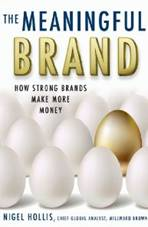 THE MEANINGFUL
BRAND
HOW STRONG BRANDS
MAKE MORE
MONEY
NIGEL HOLLIS, CHIEF GLOBAL ANALYST, MILLWARD BROWN